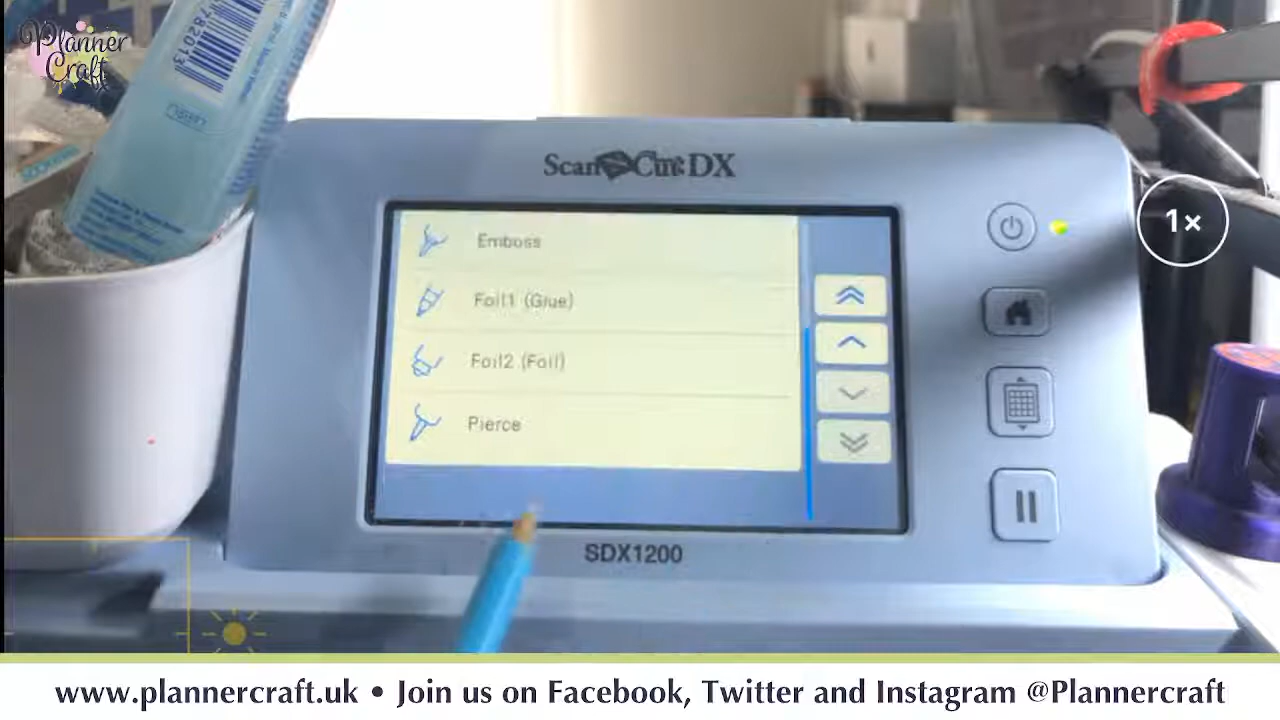 Planner
Craft
782013
ScanNCut DX
Emboss
Foil1 (Glue)
Foil2 (Foil)
Pierce
1×
SDX1200
www.plannercraft.uk • Join us on Facebook, Twitter and Instagram @Plannercraft